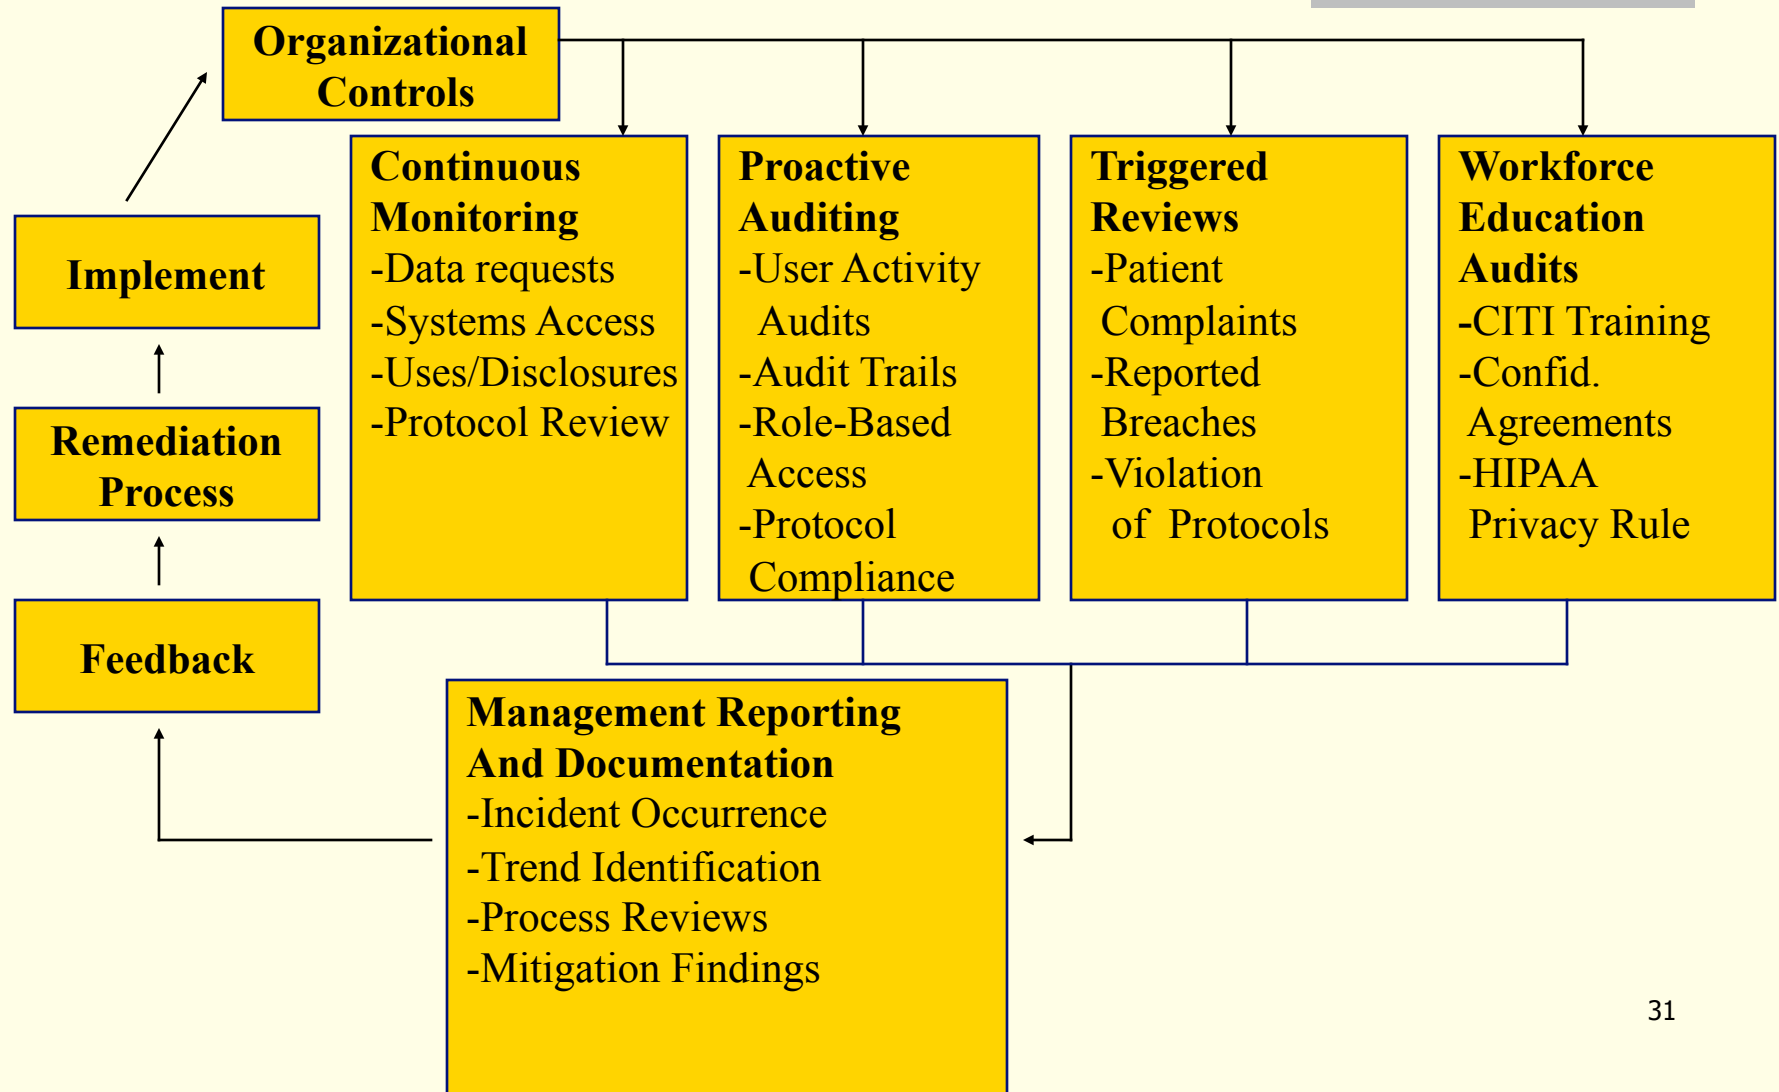 Organizational
Controls
Continuous
Monitoring
-Data requests
-Systems Access
-Uses/Disclosures
-Protocol Review
Proactive
Auditing
-User Activity
Audits
-Audit Trails
-Role-Based
Access
-Protocol
Compliance
Triggered
Reviews
-Patient
Complaints
-Reported
Breaches
-Violation
of Protocols
Workforce
Education
Audits
-CITI Training
-Confid.
Agreements
-HIPAA
Privacy Rule
Implement
Remediation
Process
Feedback
Management Reporting
And Documentation
-Incident Occurrence
-Trend Identification
-Process Reviews
-Mitigation Findings
31